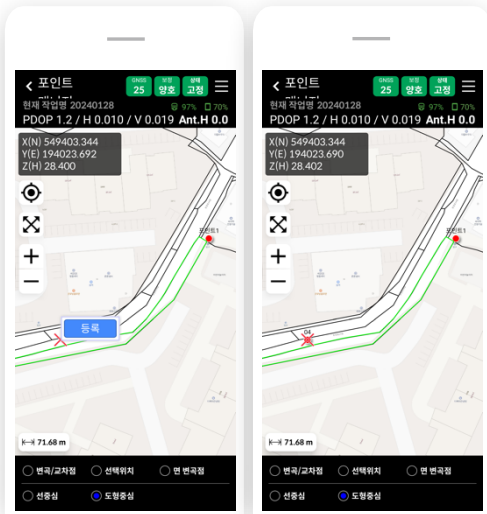 포인트
GNSS 25
보정 양호
상태 고정
현재 작업명 20240128
97% 70%
PDOP 1.2 / H 0.010 / V 0.019 Ant.H 0.0
X(N) 549403.344
Y(E) 194023.692
Z(H) 28.400
포인트1
등록
71.68 m
변곡/교차점 선택위치 면 변곡점
선중심 도형중심
포인트
GNSS 25
보정 양호
상태 고정
현재 작업명 20240128
97% 70%
PDOP 1.2 / H 0.010 / V 0.019 Ant.H 0.0
X(N) 549403.344
Y(E) 194023.690
Z(H) 28.402
포인트1
04
71.68 m
변곡/교차점 선택위치 면 변곡점
선중심 도형중심